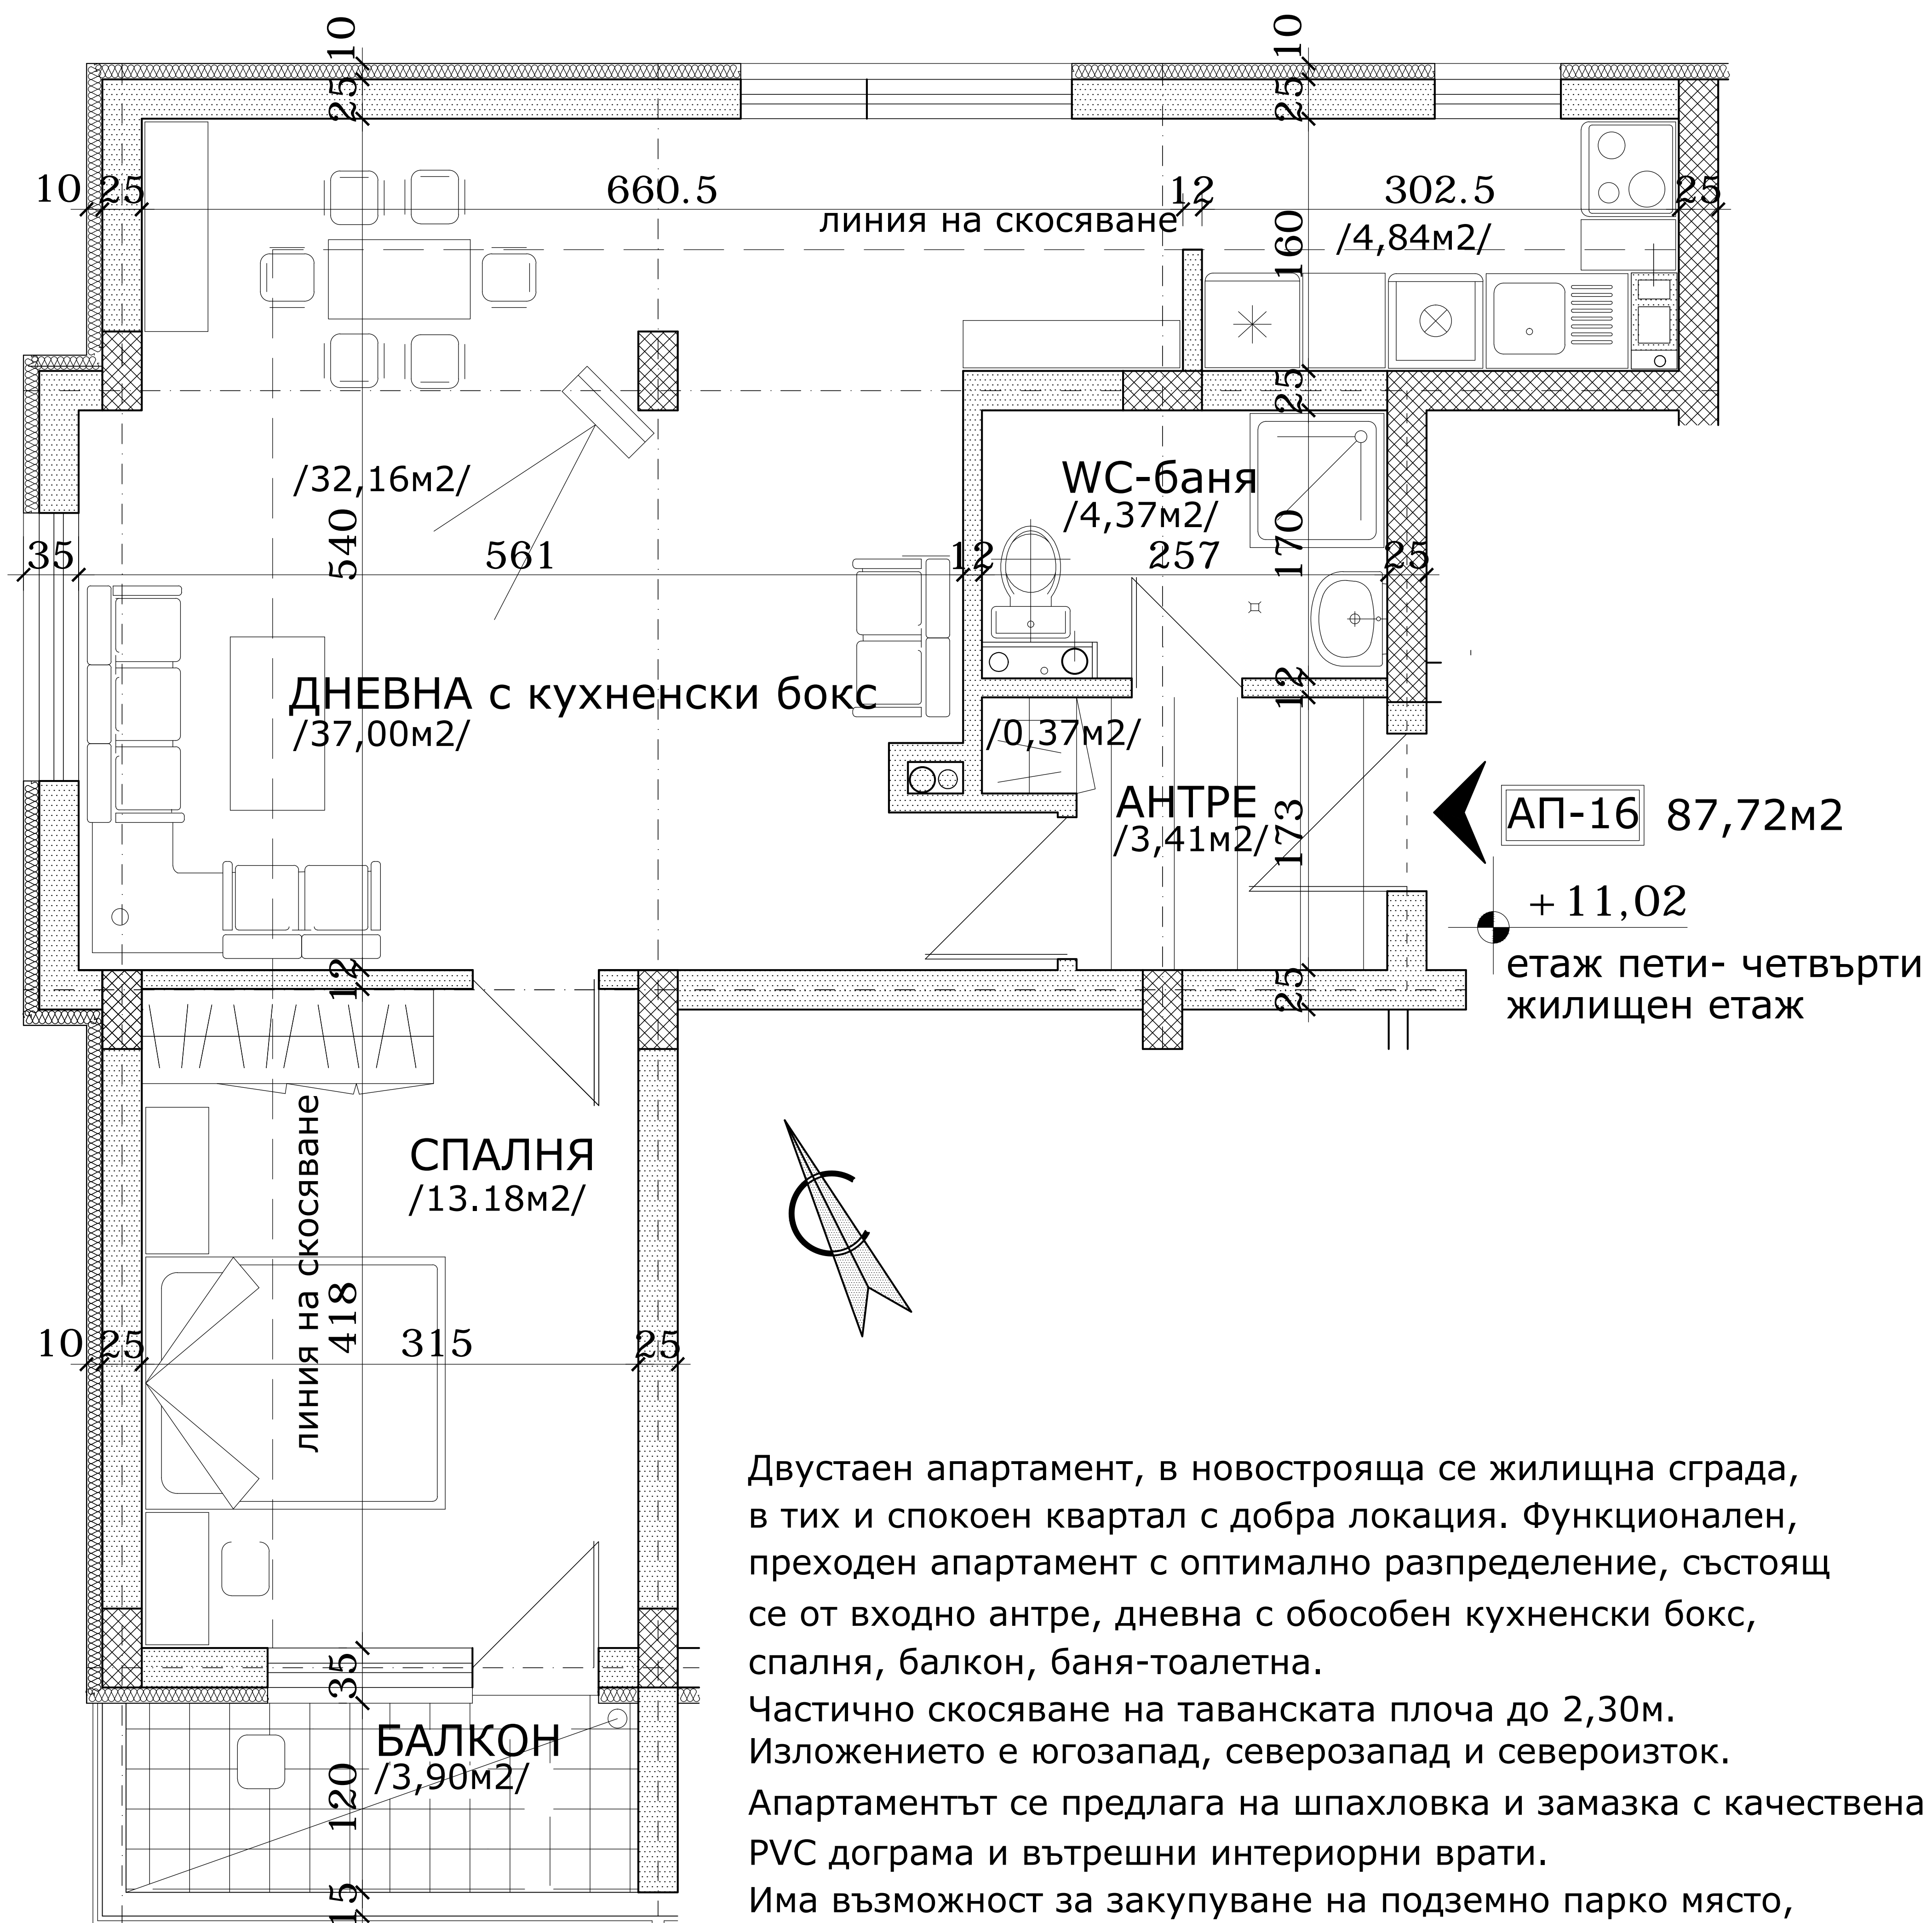 10
10
25
25
10
25
660.5
12
302.5
25
линия на скосяване
160
/4,84м2/
25
/32,16м2/
WC-баня
/4,37м2/
540
170
35
561
12
257
25
12
ДНЕВНА с кухненски бокс
/37,00м2/
/0,37м2/
АНТРЕ
/3,41м2/
173
АП-16
87,72м2
+11,02
етаж пети- четвърти
жилищен етаж
12
25
СПАЛНЯ
/13.18м2/
линия на скосяване
418
С
10
25
315
25
Двустаен апартамент, в новострояща се жилищна сграда,
в тих и спокоен квартал с добра локация. Функционален,
преходен апартамент с оптимално разпределение, състоящ
се от входно антре, дневна с обособен кухненски бокс,
спалня, балкон, баня-тоалетна.
Частично скосяване на таванската плоча до 2,30м.
Изложението е югозапад, северозапад и североизток.
Апартаментът се предлага на шпахловка и замазка с качествена
PVC дограма и вътрешни интериорни врати.
Има възможност за закупуване на подземно парко място,
35
БАЛКОН
/3,90м2/
120
15